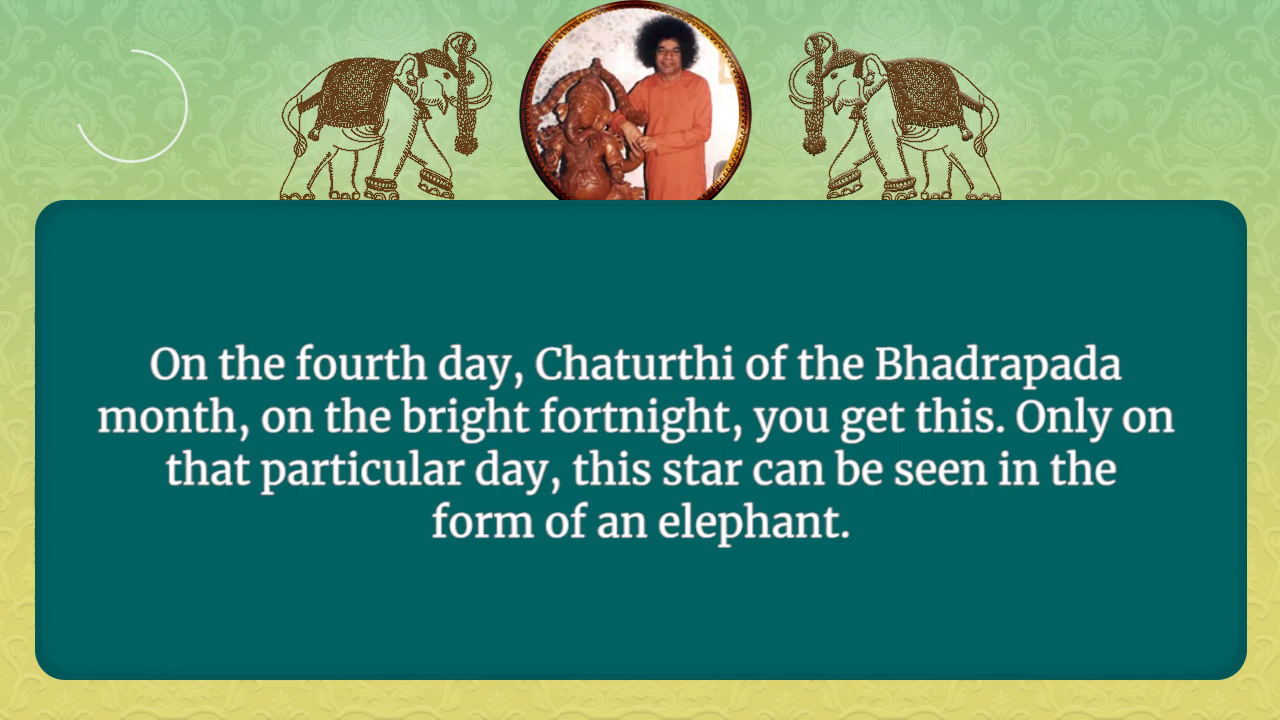 On the fourth day, Chaturthi of the Bhadrapada
month, on the bright fortnight, you get this. Only on
that particular day, this star can be seen in the
form of an elephant.